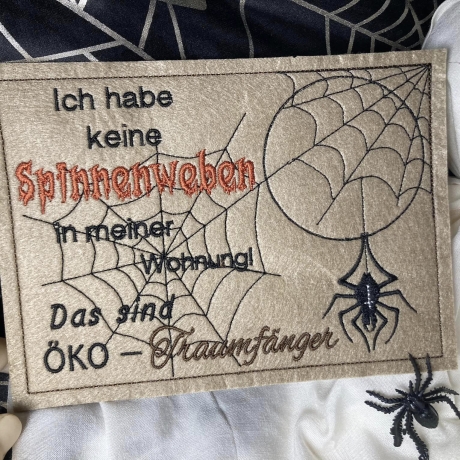 Ich habe
keine
Spinnenweben
in meiner
Wohnung!
Das sind
ÖKO – Traumfänger